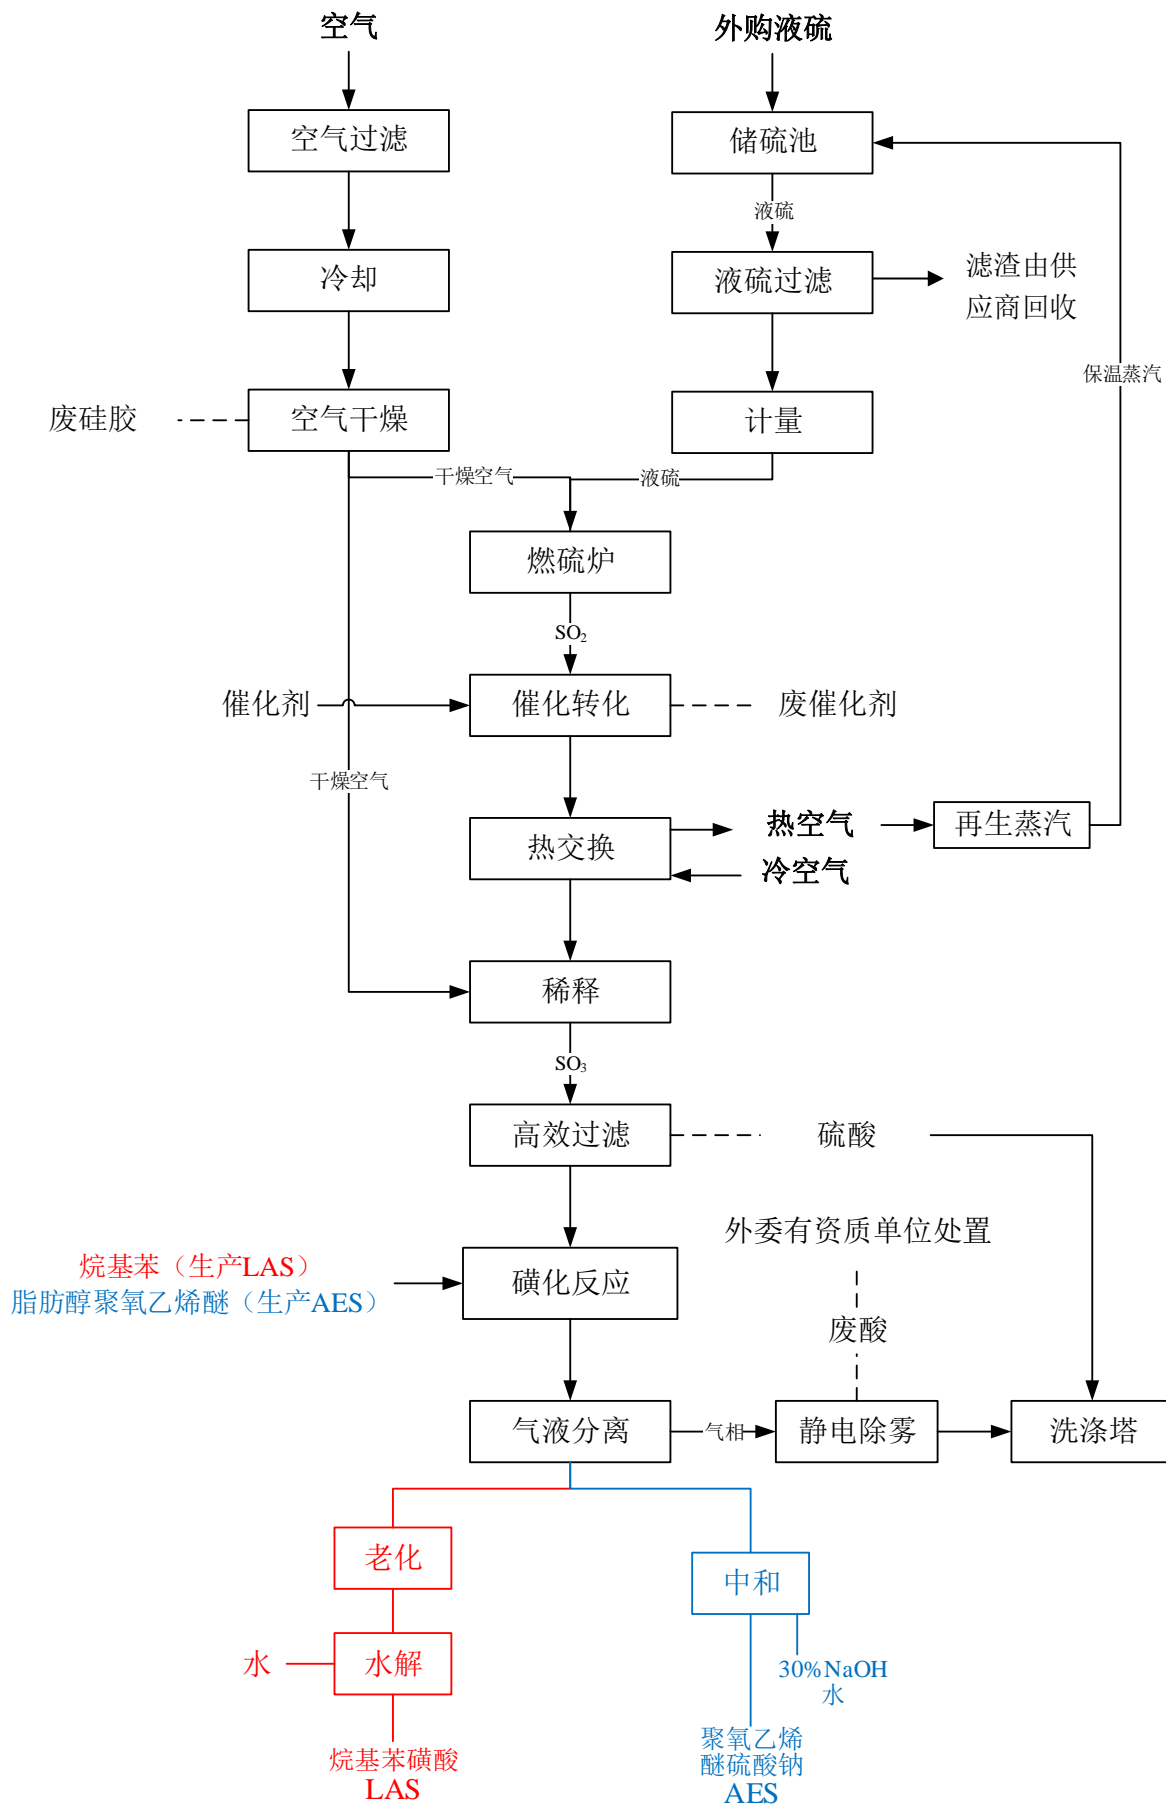 空气
外购液硫
空气过滤
储硫池
液硫
冷却
液硫过滤
滤渣由供
应商回收
保温蒸汽
废硅胶
空气干燥
计量
干燥空气
液硫
燃硫炉
SO₂
催化剂
催化转化
废催化剂
干燥空气
热交换
热空气
再生蒸汽
冷空气
稀释
SO₃
高效过滤
硫酸
外委有资质单位处置
烷基苯（生产LAS）
脂肪醇聚氧乙烯醚（生产AES）
磺化反应
废酸
气液分离
气相
静电除雾
洗涤塔
老化
中和
水
水解
30%NaOH
水
烷基苯磺酸
LAS
聚氧乙烯
醚硫酸钠
AES